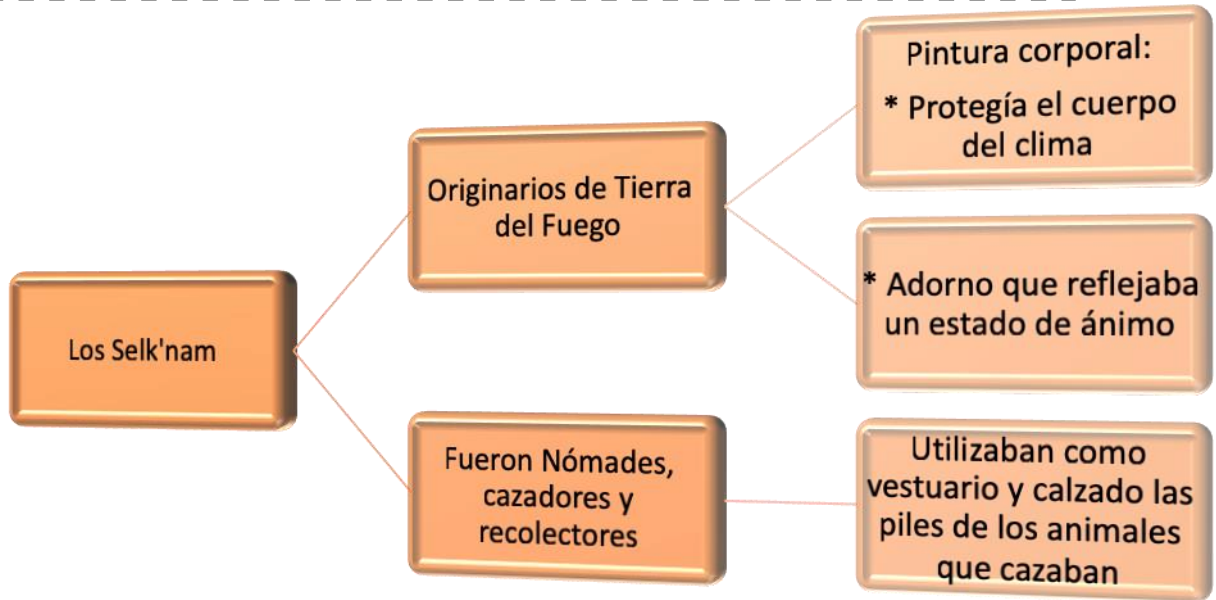 Los Selk'nam
Originarios de Tierra
del Fuego
Pintura corporal:
* Protegía el cuerpo
del clima
* Adorno que reflejaba
un estado de ánimo
Fueron Nómades,
cazadores y
recolectores
Utilizaban como
vestuario y calzado las
piles de los animales
que cazaban